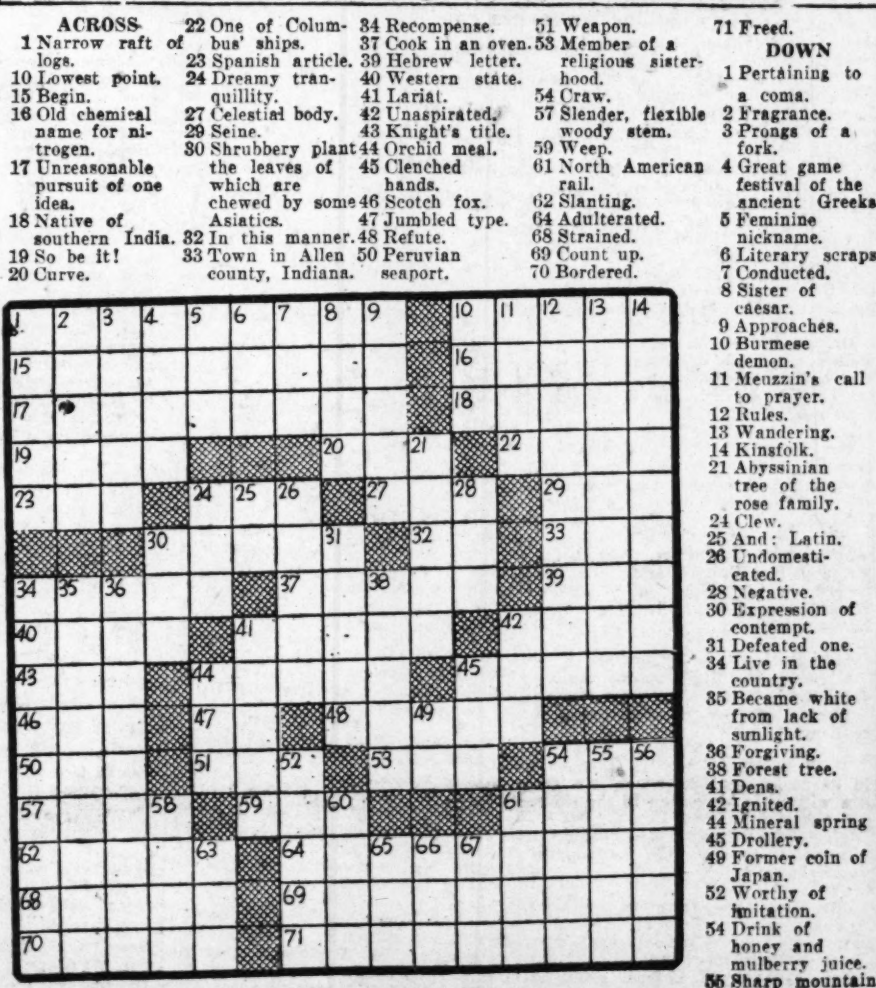 ACROSS
1 Narrow raft of
logs.
10 Lowest point.
15 Begin.
16 Old chemical
name for ni-
trogen.
17 Unreasonable
pursuit of one
idea.
18 Native of
southern India.
19 So be it!
20 Curve.
22 One of Colum-
bus' ships.
23 Spanish article.
24 Dreamy tran-
quillity.
27 Celestial body.
29 Seine.
30 Shrubbery plant
the leaves of
which are
chewed by some
Asiatics.
32 In this manner.
33 Town in Allen
county, Indiana.
34 Recompense.
37 Cook in an oven.
39 Hebrew letter.
40 Western state.
41 Lariat.
42 Unaspirated.
43 Knight's title.
44 Orchid meal.
45 Clenched
hands.
46 Scotch fox.
47 Jumbled type.
48 Refute.
50 Peruvian
seaport.
51 Weapon.
53 Member of a
religious sister-
hood.
54 Craw.
57 Slender, flexible
woody stem.
59 Weep.
61 North American
rail.
62 Slanting.
64 Adulterated.
68 Strained.
69 Count up.
70 Bordered.
71 Freed.
DOWN
1 Pertaining to
a coma.
2 Fragrance.
3 Prongs of a
fork.
4 Great game
festival of the
ancient Greeks
5 Feminine
nickname.
6 Literary scraps
7 Conducted.
8 Sister of
caesar.
9 Approaches.
10 Burmese
demon.
11 Meuzzin's call
to prayer.
12 Rules.
13 Wandering.
14 Kinsfolk.
21 Abyssinian
tree of the
rose family.
24 Clew.
25 And: Latin.
26 Undomesti-
cated.
28 Negative.
30 Expression of
contempt.
31 Defeated one.
34 Live in the
country.
35 Became white
from lack of
sunlight.
36 Forgiving.
38 Forest tree.
41 Dens.
42 Ignited.
44 Mineral spring
45 Drollery.
49 Former coin of
Japan.
52 Worthy of
imitation.
54 Drink of
honey and
mulberry juice.
55 Sharp mountain
1 2 3 4 5 6 7 8 9 10 11 12 13 14
15 16
17 18
19 20 21 22
23 24 25 26 27 28 29
30 31 32 33
34 35 36 37 38 39
40 41 42
43 44 45
46 47 48 49
50 51 52 53 54 55 56
57 58 59 60 61
62 63 64 65 66 67
68 69
70 71